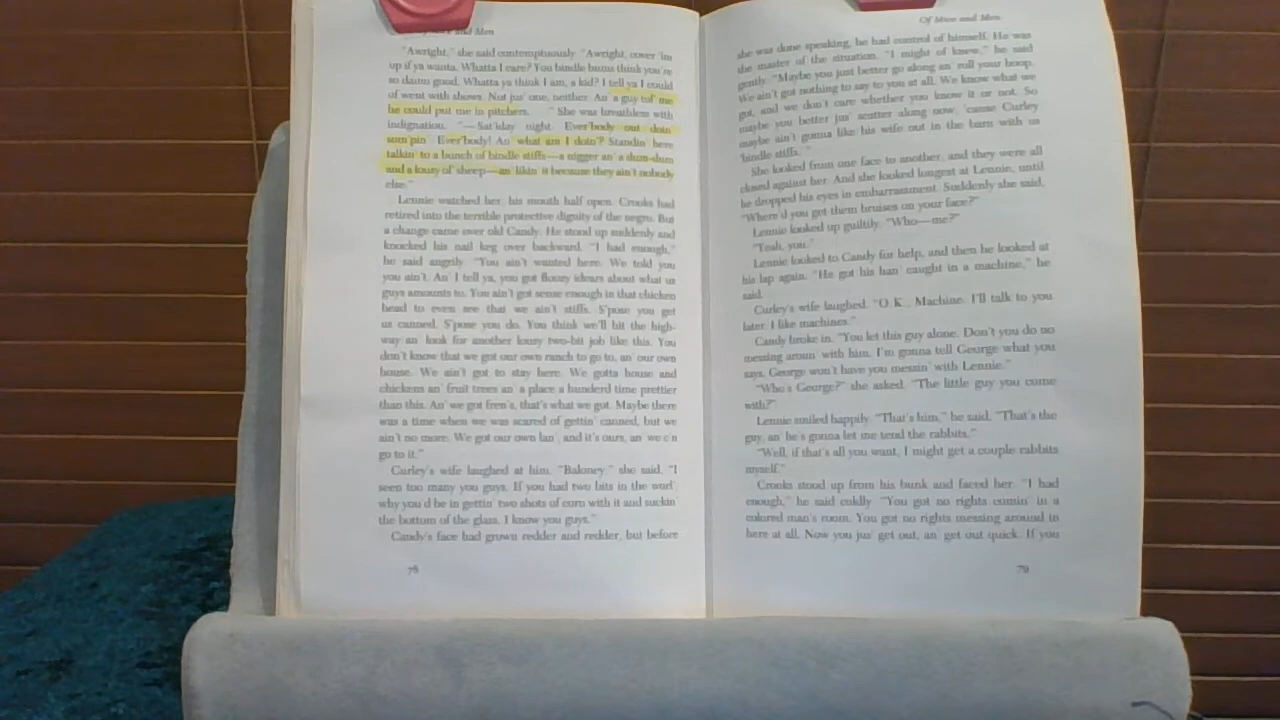 and Men
"Awright," she said contemptuously. "Awright, cover 'im
up if ya wanta. Whatta I care? You bindle bums think you're
so damn good. Whatta ya think I am, a kid? I tell ya I could
of went with shows. Not jus' one, neither. An' a guy tol' me
he could put me in pitchers. . . ." She was breathless with
indignation. "—Sat'iday night. Ever'body out doin'
som'pin'. Ever'body! An' what am I doin'? Standin' here
talkin' to a bunch of bindle stiffs—a nigger an' a dum-dum
and a lousy ol' sheep—an' likin' it because they ain't nobody
else."
Lennie watched her, his mouth half open. Crooks had
retired into the terrible protective dignity of the negro. But
a change came over old Candy. He stood up suddenly and
knocked his nail keg over backward. "I had enough,"
he said angrily. "You ain't wanted here. We told you
you ain't. An' I tell ya, you got floozy idears about what us
guys amounts to. You ain't got sense enough in that chicken
head to even see that we ain't stiffs. S'pose you get
us canned. S'pose you do. You think we'll hit the high-
way an' look for another lousy two-bit job like this. You
don't know that we got our own ranch to go to, an' our own
house. We ain't got to stay here. We gotta house and
chickens an' fruit trees an' a place a hunderd time prettier
than this. An' we got fren's, that's what we got. Maybe there
was a time when we was scared of gettin' canned, but we
ain't no more. We got our own lan', and it's ours, an' we c'n
go to it."
Curley's wife laughed at him. "Baloney," she said. "I
seen too many you guys. If you had two bits in the worl',
why you'd be in gettin' two shots of corn with it and suckin'
the bottom of the glass. I know you guys."
Candy's face had grown redder and redder, but before
78
Of Mice and Men
she was done speaking, he had control of himself. He was
the master of the situation. "I might of knew," he said
gently. "Maybe you just better go along an' roll your hoop.
We ain't got nothing to say to you at all. We know what we
got, and we don't care whether you know it or not. So
maybe you better jus' scatter along now, 'cause Curley
maybe ain't gonna like his wife out in the barn with us
'bindle stiffs.'"
She looked from one face to another, and they were all
closed against her. And she looked longest at Lennie, until
he dropped his eyes in embarrassment. Suddenly she said,
"Where'd you get them bruises on your face?"
Lennie looked up guiltily. "Who—me?"
"Yeah, you."
Lennie looked to Candy for help, and then he looked at
his lap again. "He got his han' caught in a machine," he
said.
Curley's wife laughed. "O.K., Machine. I'll talk to you
later. I like machines."
Candy broke in. "You let this guy alone. Don't you do no
messing aroun' with him. I'm gonna tell George what you
says. George won't have you messin' with Lennie."
"Who's George?" she asked. "The little guy you come
with?"
Lennie smiled happily. "That's him," he said. "That's the
guy, an' he's gonna let me tend the rabbits."
"Well, if that's all you want, I might get a couple rabbits
myself."
Crooks stood up from his bunk and faced her. "I had
enough," he said coldly. "You got no rights comin' in a
colored man's room. You got no rights messing around in
here at all. Now you jus' get out, an' get out quick. If you
79